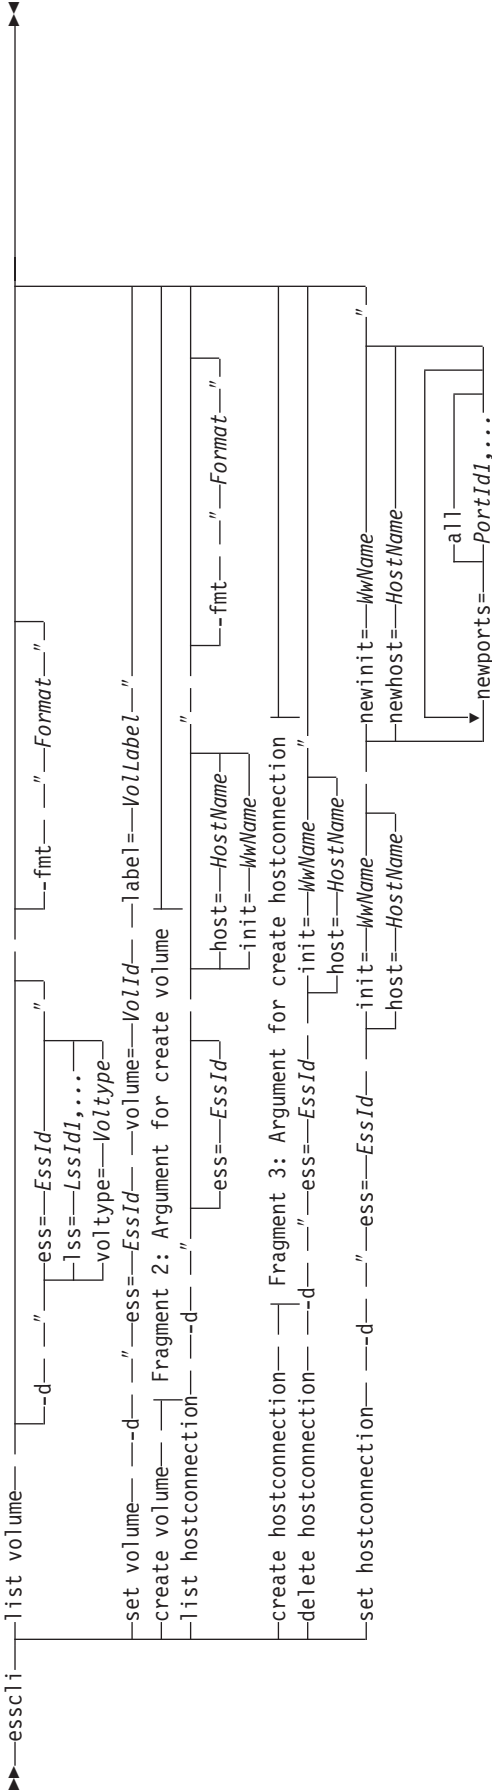 esscli list volume -d " ess= EssId " -fmt " Format "
lss= LssId1,...
voltype= Voltype
set volume -d " ess= EssId volume= VolId label= VolLabel "
create volume Fragment 2: Argument for create volume
list hostconnection -d " ess= EssId host= HostName " -fmt " Format "
init= WwName
create hostconnection Fragment 3: Argument for create hostconnection
delete hostconnection -d " ess= EssId init= WwName "
host= HostName
set hostconnection -d " ess= EssId init= WwName newinit= WwName "
host= HostName newhost= HostName
all
newports= PortId1,...